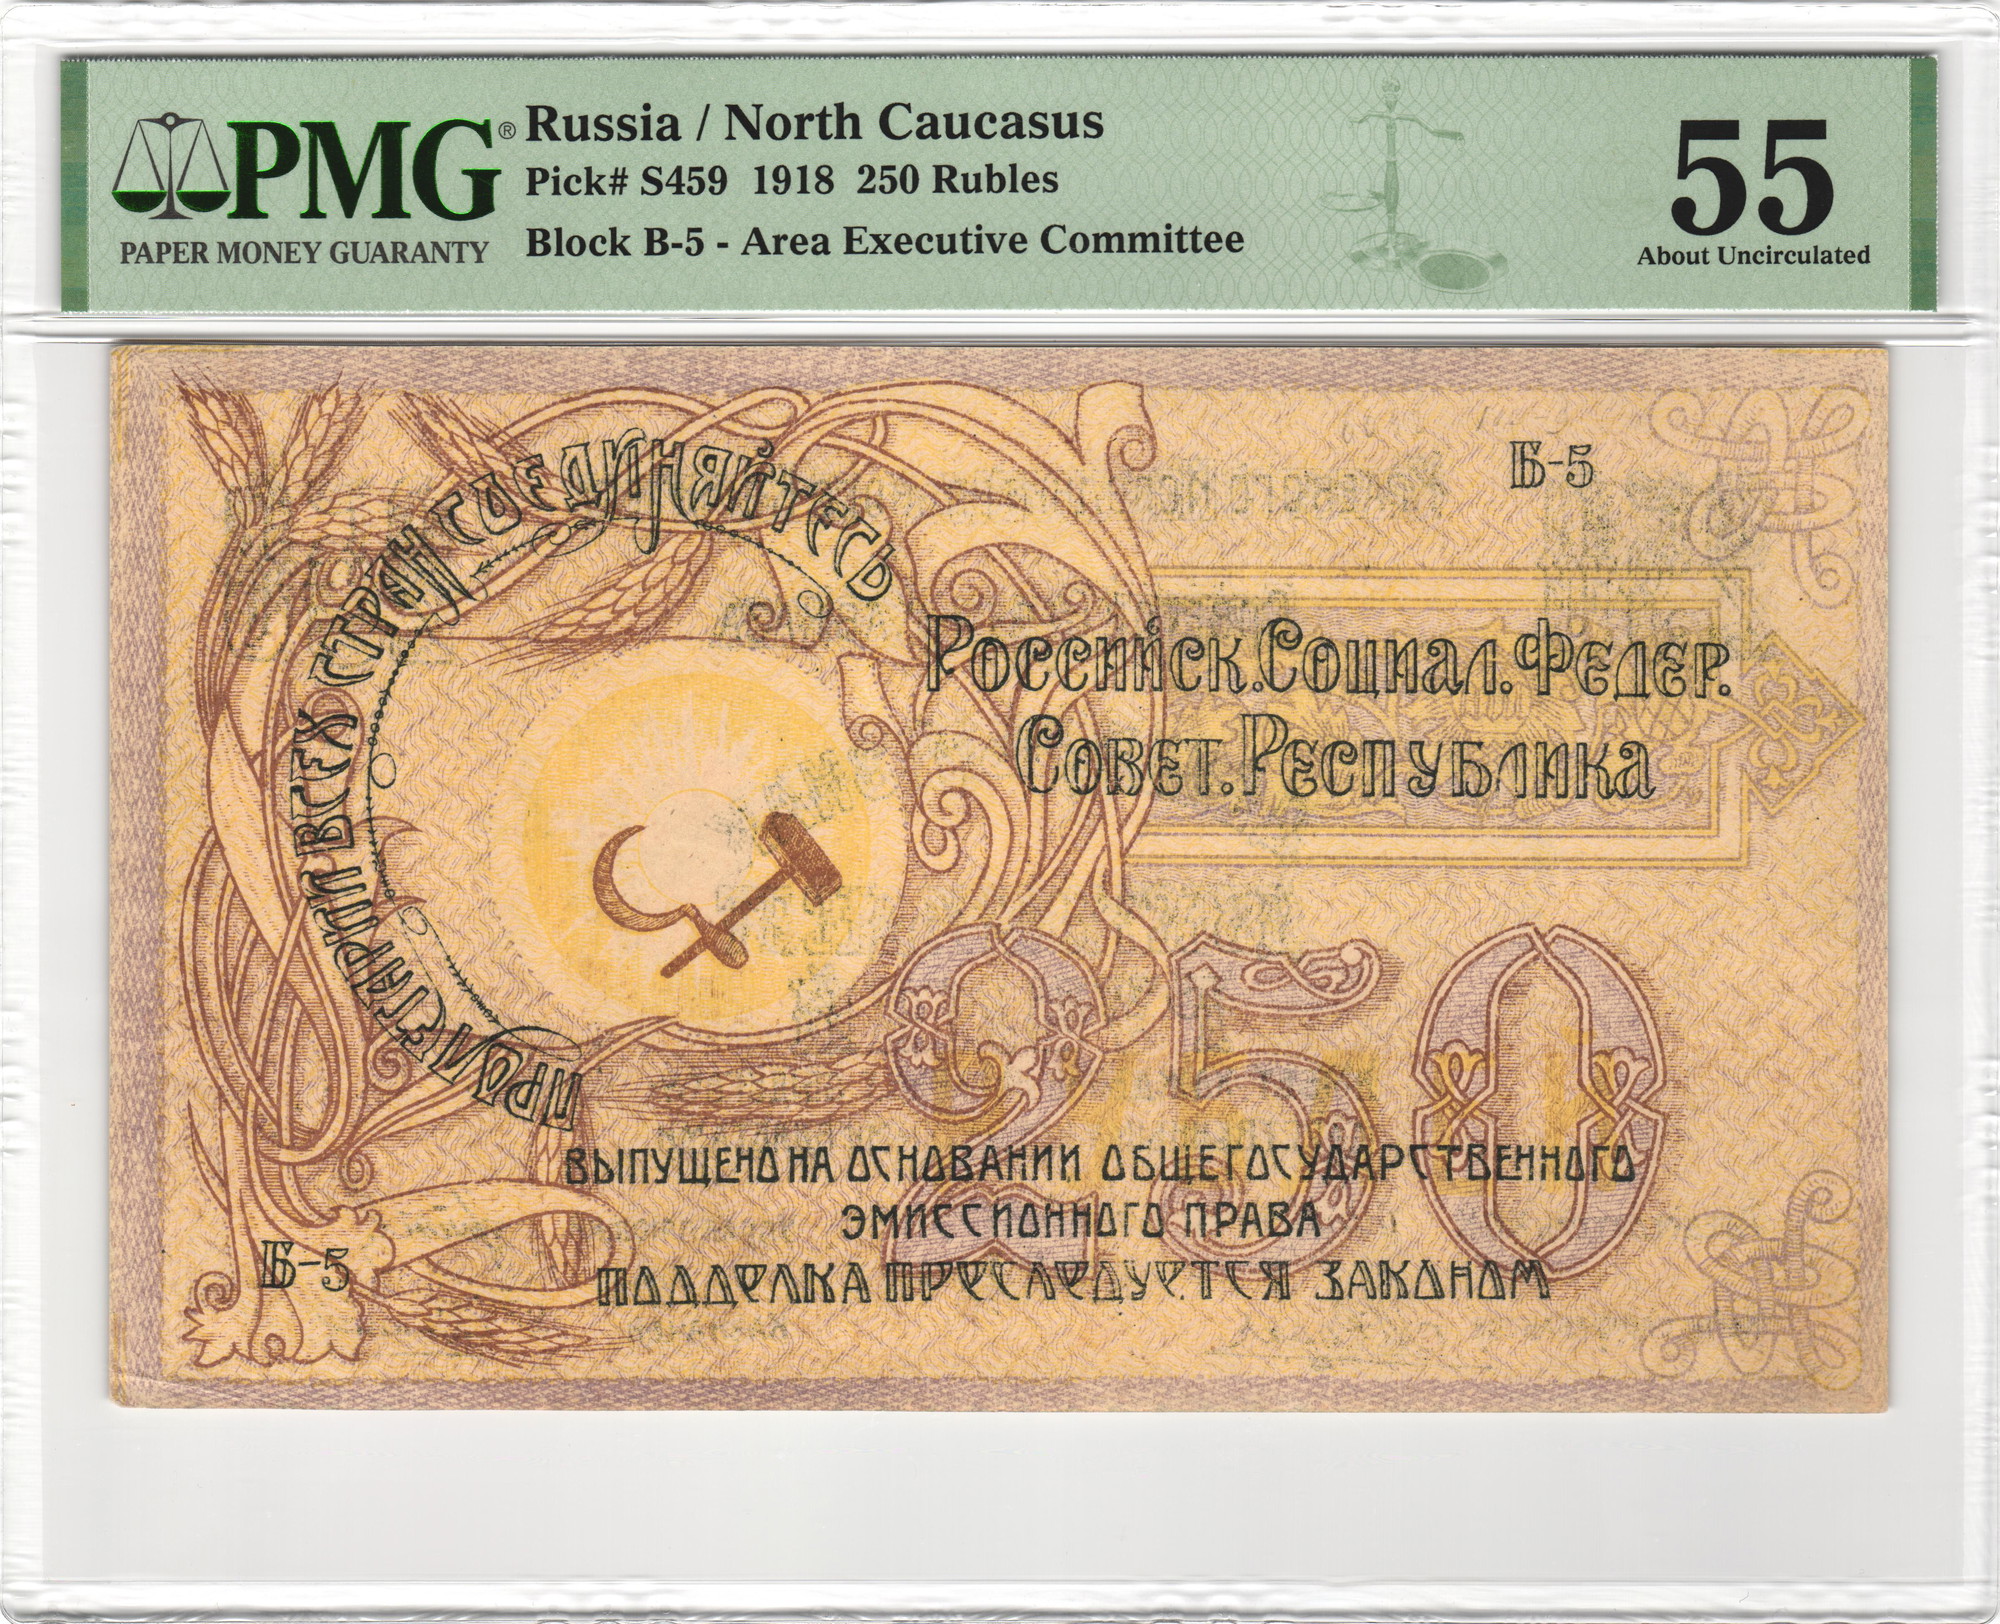 PMG®
PAPER MONEY GUARANTY
Russia / North Caucasus
Pick# S459 1918 250 Rubles
Block B-5 - Area Executive Committee
55
About Uncirculated
Б-5
ПРОЛЕТАРИИ ВСЕХ СТРАН СОЕДИНЯЙТЕСЬ
РОССИЙСК. СОЦИАЛ. ФЕДЕР.
СОВЕТ. РЕСПУБЛИКА
250
ВЫПУЩЕНО НА ОСНОВАНИИ ОБЩЕГОСУДАРСТВЕННОГО
ЭМИССИОННОГО ПРАВА
Б-5
ПОДДЕЛКА ПРЕСЛЕДУЕТСЯ ЗАКОНОМ